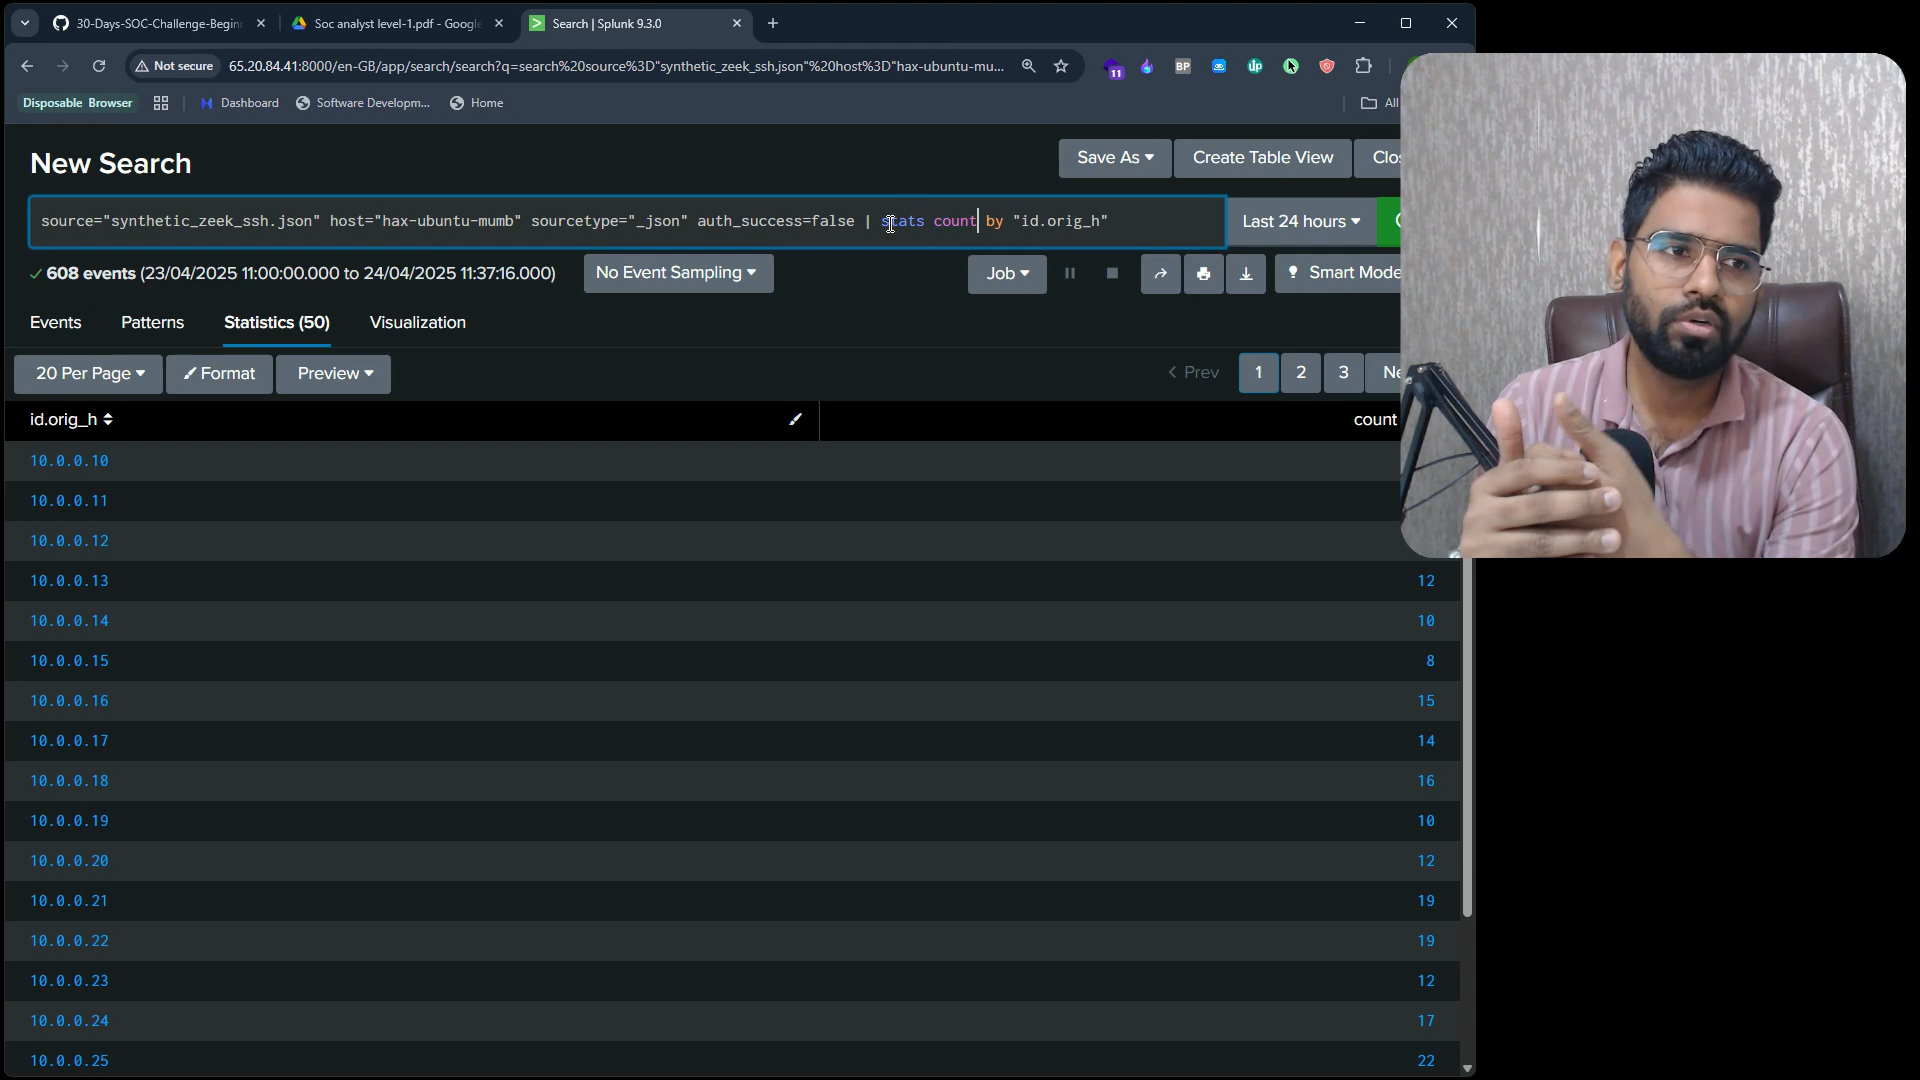 30-Days-SOC-Challenge-Beginn
Soc analyst level-1.pdf - Google
Search | Splunk 9.3.0
Not secure
65.20.84.41:8000/en-GB/app/search/search?q=search%20source%3D"synthetic_zeek_ssh.json"%20host%3D"hax-ubuntu-mu...
11
BP
up
Disposable Browser
Dashboard
Software Developm...
Home
All
New Search
Save As
Create Table View
Clos
source="synthetic_zeek_ssh.json" host="hax-ubuntu-mumb" sourcetype="_json" auth_success=false | stats count by "id.orig_h"
Last 24 hours
608 events (23/04/2025 11:00:00.000 to 24/04/2025 11:37:16.000)
No Event Sampling
Job
Smart Mode
Events
Patterns
Statistics (50)
Visualization
20 Per Page
Format
Preview
< Prev
1
2
3
Ne
id.orig_h
count
10.0.0.10
10.0.0.11
10.0.0.12
10.0.0.13 12
10.0.0.14 10
10.0.0.15 8
10.0.0.16 15
10.0.0.17 14
10.0.0.18 16
10.0.0.19 10
10.0.0.20 12
10.0.0.21 19
10.0.0.22 19
10.0.0.23 12
10.0.0.24 17
10.0.0.25 22